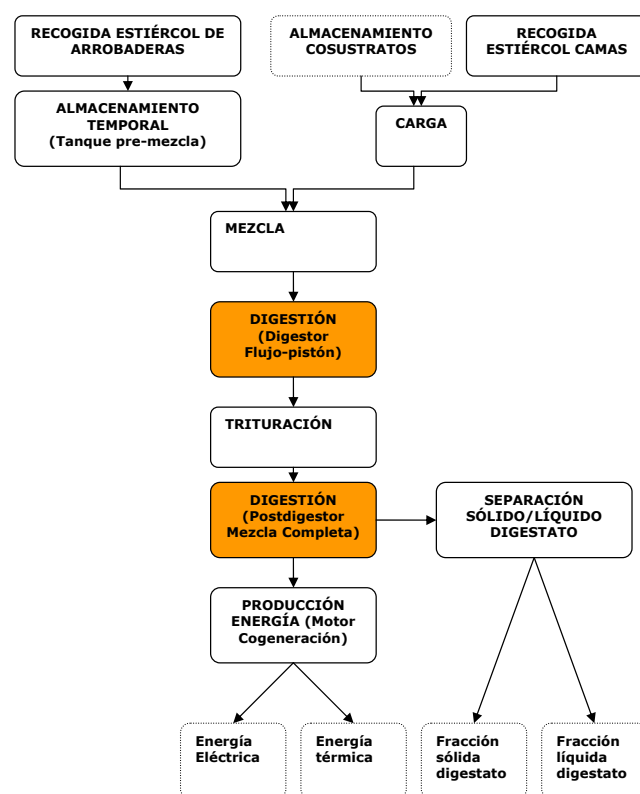 RECOGIDA ESTIÉRCOL DE
ARROBADERAS
ALMACENAMIENTO
COSUSTRATOS
RECOGIDA
ESTIÉRCOL CAMAS
ALMACENAMIENTO
TEMPORAL
(Tanque pre-mezcla)
CARGA
MEZCLA
DIGESTIÓN
(Digestor
Flujo-pistón)
TRITURACIÓN
DIGESTIÓN
(Postdigestor
Mezcla Completa)
SEPARACIÓN
SÓLIDO/LÍQUIDO
DIGESTATO
PRODUCCIÓN
ENERGÍA (Motor
Cogeneración)
Energía
Eléctrica
Energía
térmica
Fracción
sólida
digestato
Fracción
líquida
digestato